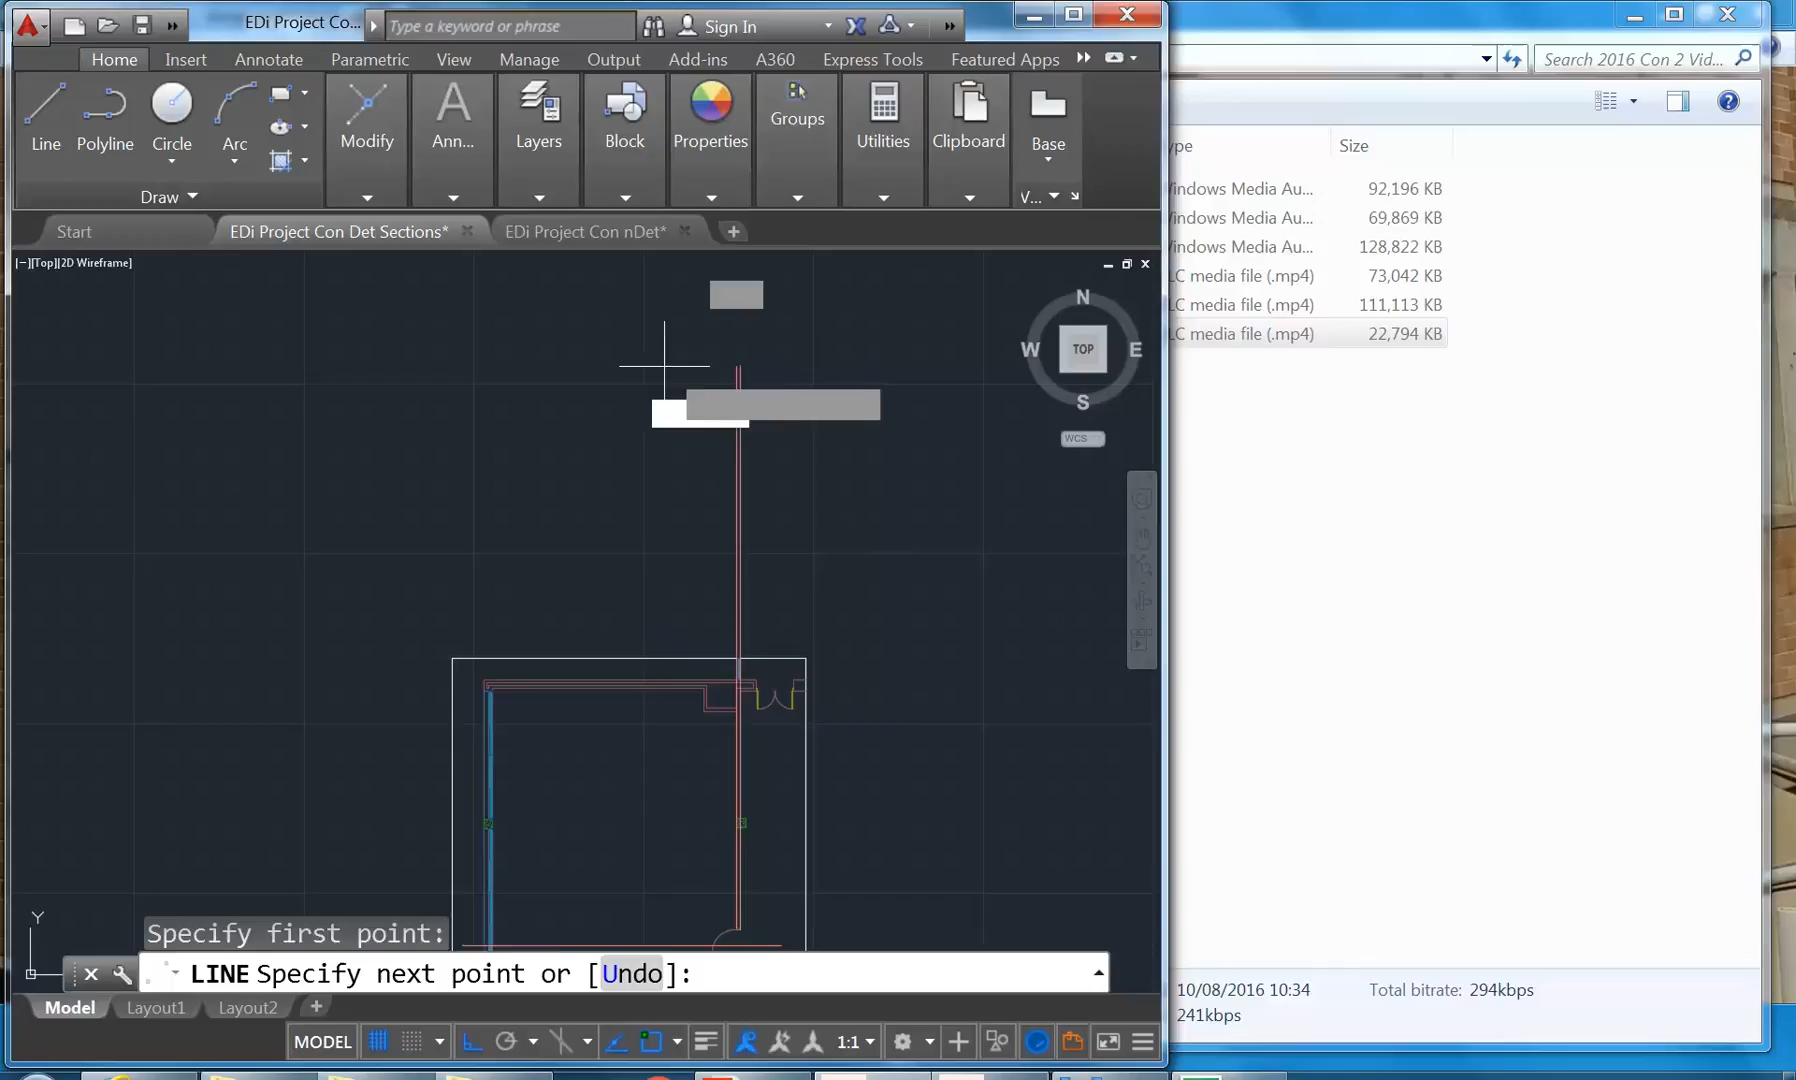 EDi Project Co...
Type a keyword or phrase
Sign In
Home
Insert
Annotate
Parametric
View
Manage
Output
Add-ins
A360
Express Tools
Featured Apps
Line
Polyline
Circle
Arc
Modify
Ann...
Layers
Block
Properties
Groups
Utilities
Clipboard
Base
Draw
V...
Start
EDi Project Con Det Sections*
EDi Project Con nDet*
[−][Top][2D Wireframe]
N
W
TOP
E
S
WCS
Y
Specify first point:
LINE Specify next point or [Undo]:
Model
Layout1
Layout2
MODEL
1:1
Search 2016 Con 2 Vid...
ype
Size
Windows Media Au...
92,196 KB
Windows Media Au...
69,869 KB
Windows Media Au...
128,822 KB
LC media file (.mp4)
73,042 KB
LC media file (.mp4)
111,113 KB
LC media file (.mp4)
22,794 KB
10/08/2016 10:34
Total bitrate: 294kbps
241kbps